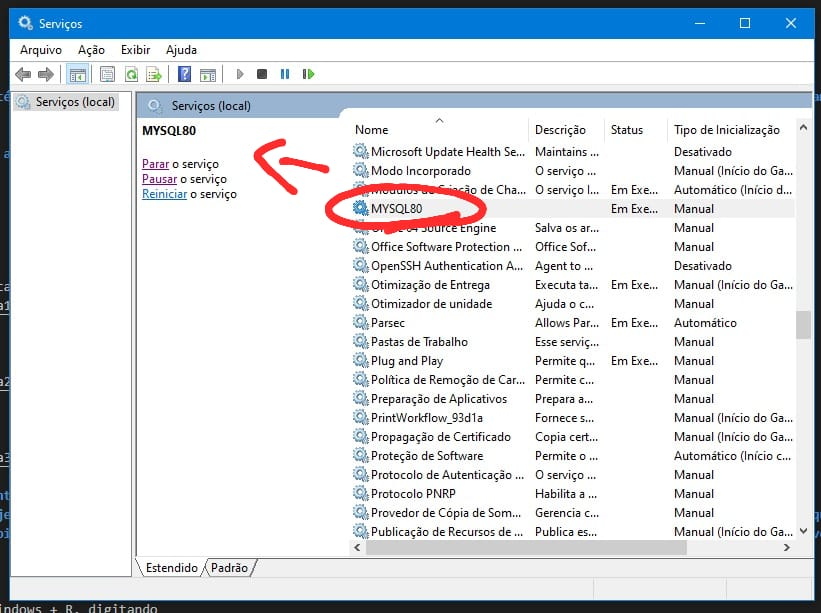 Serviços
Arquivo Ação Exibir Ajuda
Serviços (local)
Serviços (local)
MYSQL80
Parar o serviço
Pausar o serviço
Reiniciar o serviço
Nome Descrição Status Tipo de Inicialização
Microsoft Update Health Se... Maintains ... Desativado
Modo Incorporado O serviço ... Manual (Início do Ga...
Módulos de Criação de Cha... O serviço I... Em Exe... Automático (Início d...
MYSQL80 Em Exe... Manual
Source Engine Salva os ar... Manual
Office Software Protection ... Office Sof... Manual
OpenSSH Authentication A... Agent to ... Desativado
Otimização de Entrega Executa ta... Em Exe... Manual (Início do Ga...
Otimizador de unidade Ajuda o c... Manual
Parsec Allows Par... Em Exe... Automático
Pastas de Trabalho Esse serviç... Manual
Plug and Play Permite q... Em Exe... Manual
Política de Remoção de Car... Permite c... Manual
Preparação de Aplicativos Prepara a... Manual
PrintWorkflow_93d1a Fornece s... Manual (Início do Ga...
Propagação de Certificado Copia cert... Manual (Início do Ga...
Proteção de Software Permite o ... Automático (Início c...
Protocolo de Autenticação ... O serviço ... Manual
Protocolo PNRP Habilita a ... Manual
Provedor de Cópia de Som... Gerencia c... Manual
Publicação de Recursos de ... Publica es... Manual (Início do Ga...
Estendido Padrão
indows + R, digitando